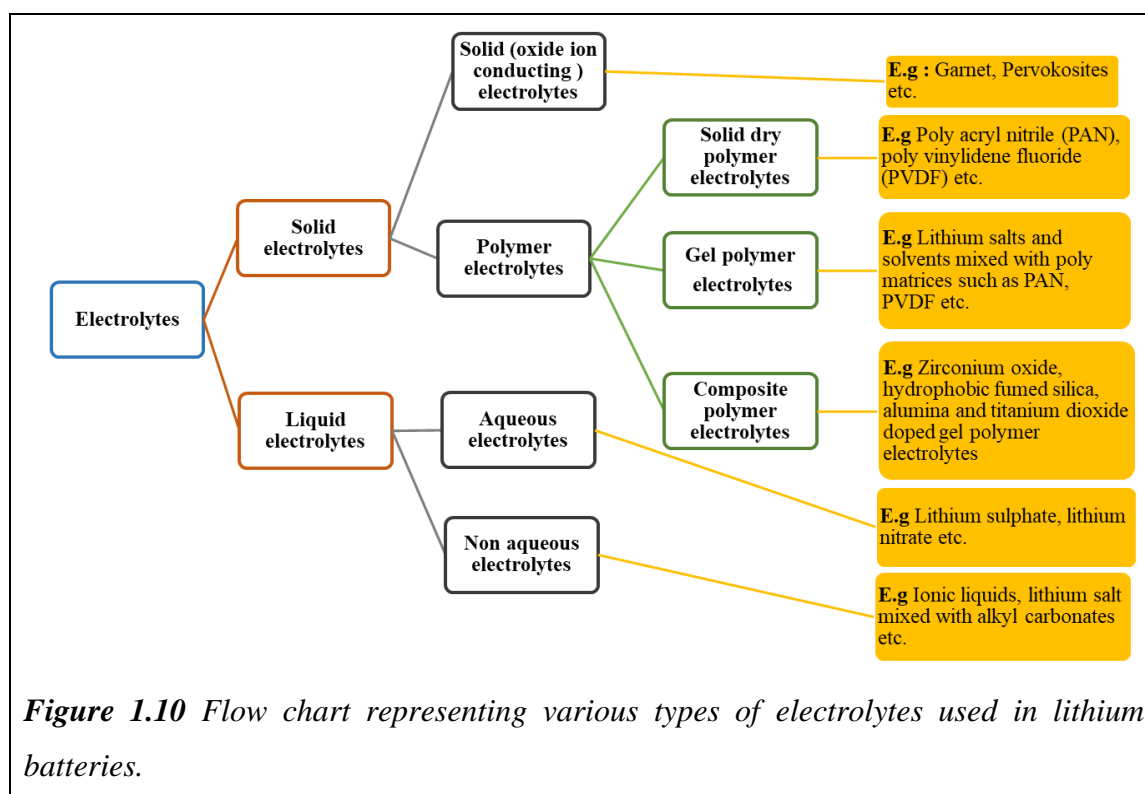 Solid (oxide ion
conducting )
electrolytes
E.g : Garnet, Pervokosites
etc.
Solid dry
polymer
electrolytes
E.g Poly acryl nitrile (PAN),
poly vinylidene fluoride
(PVDF) etc.
Solid
electrolytes
Polymer
electrolytes
Gel polymer
electrolytes
E.g Lithium salts and
solvents mixed with poly
matrices such as PAN,
PVDF etc.
Electrolytes
Composite
polymer
electrolytes
E.g Zirconium oxide,
hydrophobic fumed silica,
alumina and titanium dioxide
doped gel polymer
electrolytes
Liquid
electrolytes
Aqueous
electrolytes
E.g Lithium sulphate, lithium
nitrate etc.
Non aqueous
electrolytes
E.g Ionic liquids, lithium salt
mixed with alkyl carbonates
etc.
Figure 1.10 Flow chart representing various types of electrolytes used in lithium
batteries.